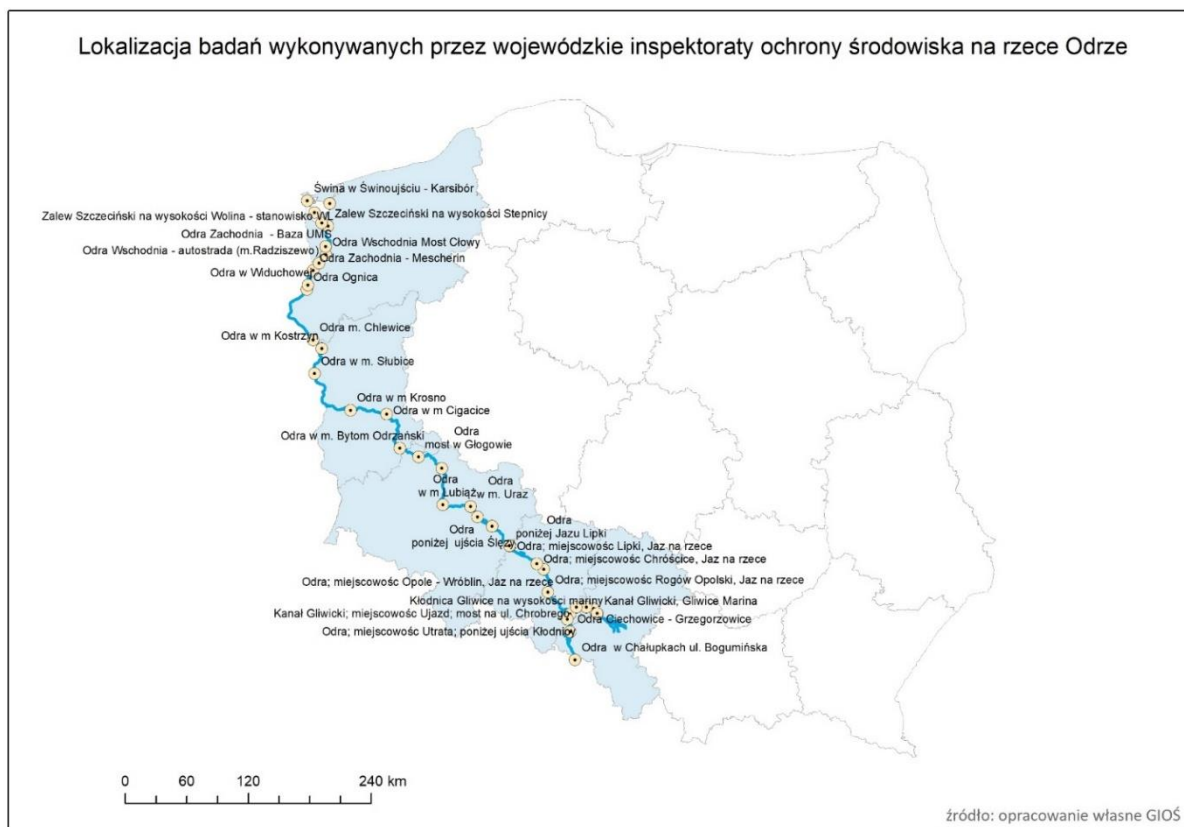 Lokalizacja badań wykonywanych przez wojewódzkie inspektoraty ochrony środowiska na rzece Odrze
Świna w Świnoujściu - Karsibór
Zalew Szczeciński na wysokości Wolina - stanowisko WL
Zalew Szczeciński na wysokości Stepnicy
Odra Zachodnia - Baza UMS
Odra Wschodnia Most Cłowy
Odra Wschodnia - autostrada (m.Radziszewo)
Odra Zachodnia - Mescherin
Odra w Widuchowej
Odra Ognica
Odra m. Chlewice
Odra w m Kostrzyn
Odra w m. Słubice
Odra w m Krosno
Odra w m Cigacice
Odra w m. Bytom Odrzański
Odra
most w Głogowie
Odra
w m Lubiąż
Odra
w m. Uraz
Odra
poniżej ujścia Ślęzy
Odra
poniżej Jazu Lipki
Odra; miejscowośc Lipki, Jaz na rzece
Odra; miejscowośc Chróścice, Jaz na rzece
Odra; miejscowośc Opole - Wróblin, Jaz na rzece
Odra; miejscowośc Rogów Opolski, Jaz na rzece
Kłodnica Gliwice na wysokości mariny
Kanał Gliwicki, Gliwice Marina
Kanał Gliwicki; miejscowośc Ujazd; most na ul. Chrobrego
Odra Ciechowice - Grzegorzowice
Odra; miejscowośc Utrata; poniżej ujścia Kłodnicy
Odra w Chałupkach ul. Bogumińska
0 60 120 240 km
źródło: opracowanie własne GIOŚ